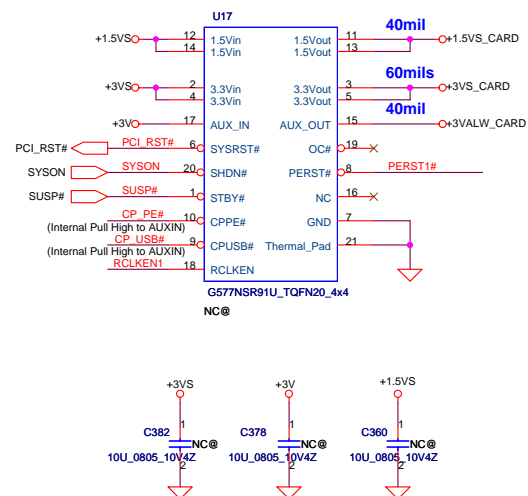 U17
40mil
+1.5VS 12 1.5Vin 1.5Vout 11 +1.5VS_CARD
14 1.5Vin 1.5Vout 13
60mils
+3VS 2 3.3Vin 3.3Vout 3 +3VS_CARD
4 3.3Vin 3.3Vout 5
40mil
+3V 17 AUX_IN AUX_OUT 15 +3VALW_CARD
PCI_RST# PCI_RST# 6 SYSRST# OC# 19
SYSON SYSON 20 SHDN# PERST# 8 PERST1#
SUSP# SUSP# 1 STBY# NC 16
CP_PE# 10 CPPE# GND 7
(Internal Pull High to AUXIN)
CP_USB# 9 CPUSB# Thermal_Pad 21
(Internal Pull High to AUXIN)
RCLKEN1 18 RCLKEN
G577NSR91U_TQFN20_4x4
NC@
+3VS +3V +1.5VS
1 1 1
C382 C378 C360
NC@ NC@ NC@
10U_0805_10V4Z 10U_0805_10V4Z 10U_0805_10V4Z
2 2 2